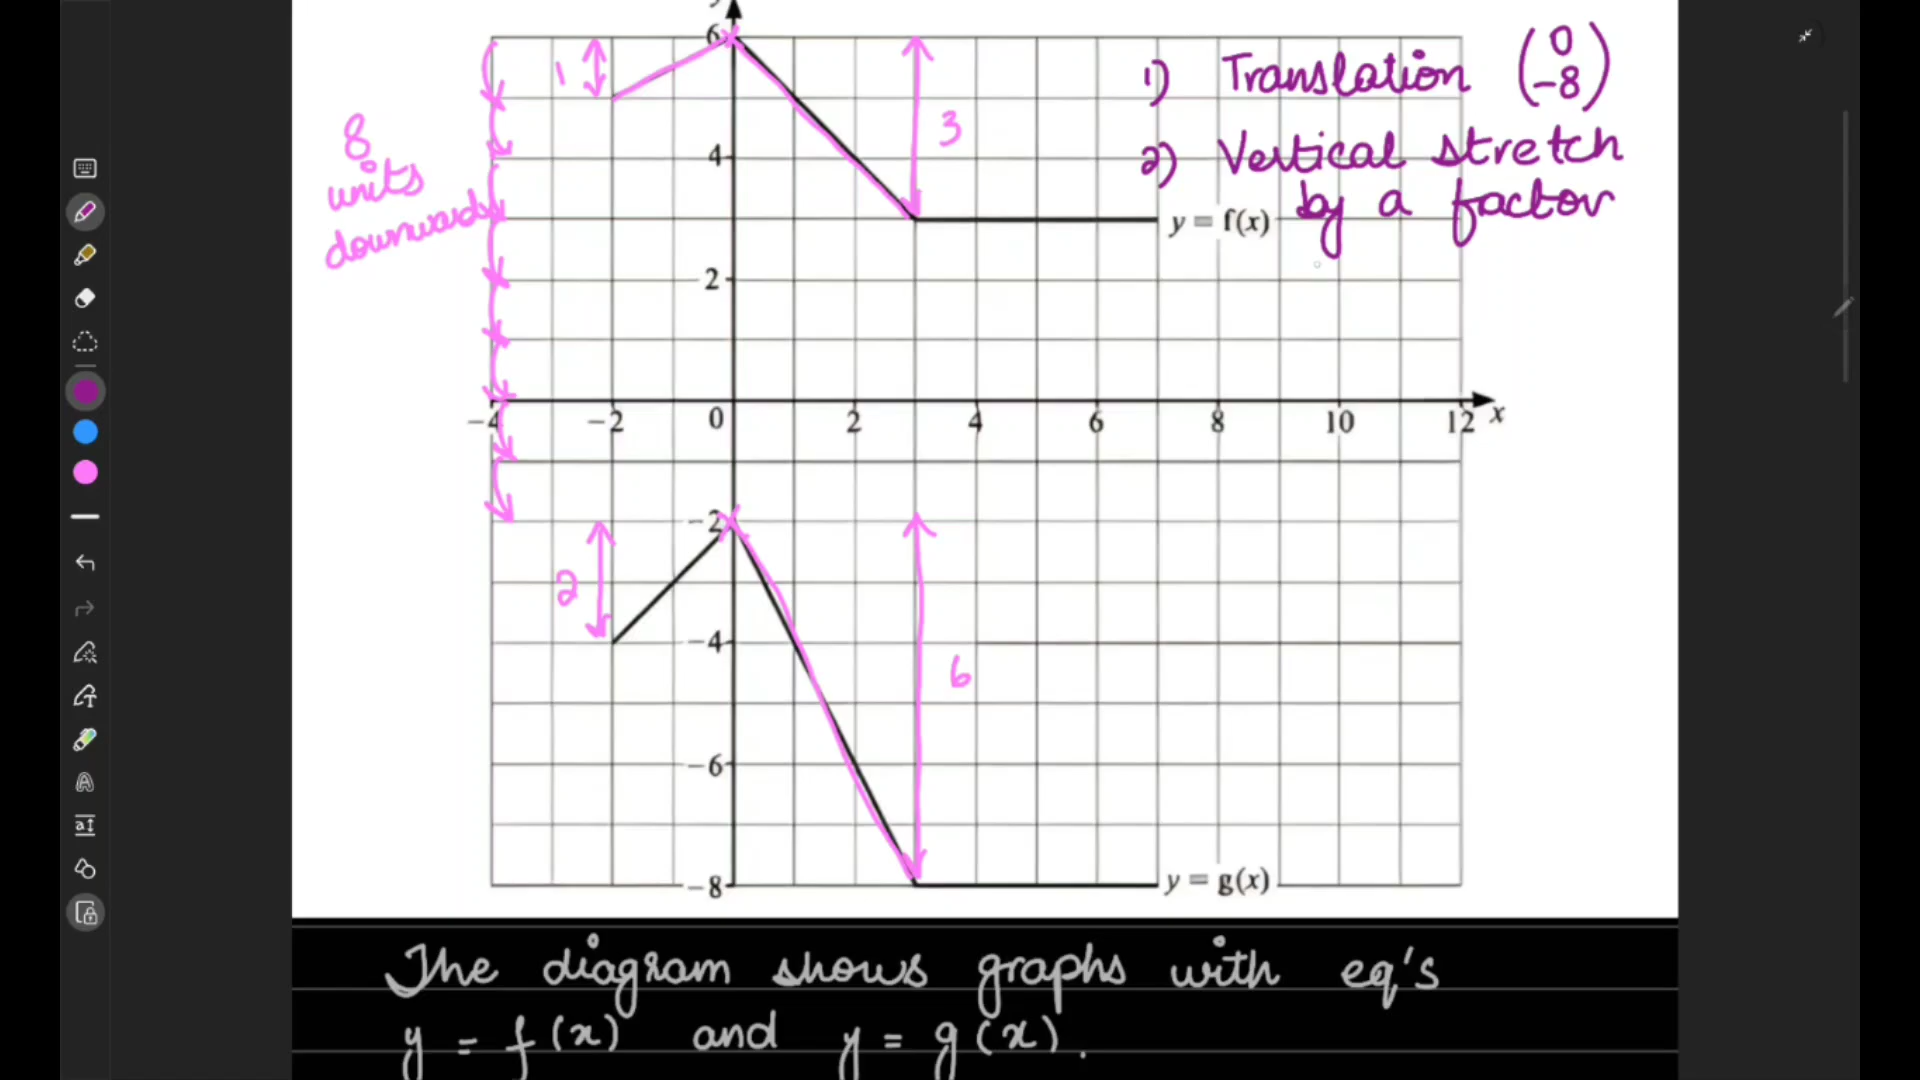 y
6
1) Translation (0 -8)
1
3
8
units
downwards
4
2) Vertical stretch
by a factor
y = f(x)
2
-4 -2 0 2 4 6 8 10 12 x
-2
2
-4
6
-6
-8
y = g(x)
The diagram shows graphs with eq's
y = f(x) and y = g(x).